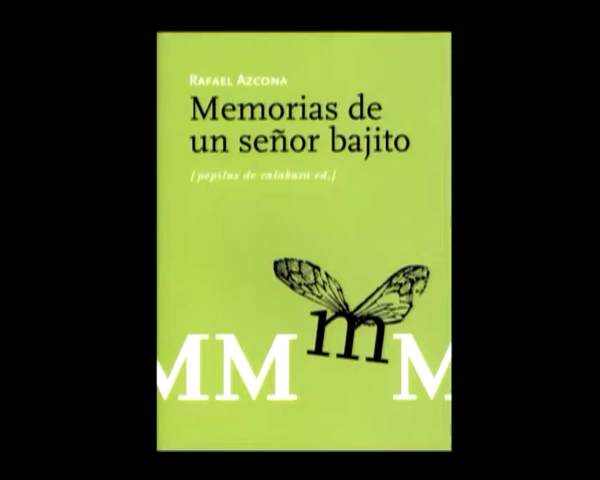 RAFAEL AZCONA
Memorias de
un señor bajito
[pepitas de calabaza ed.]
MM m M